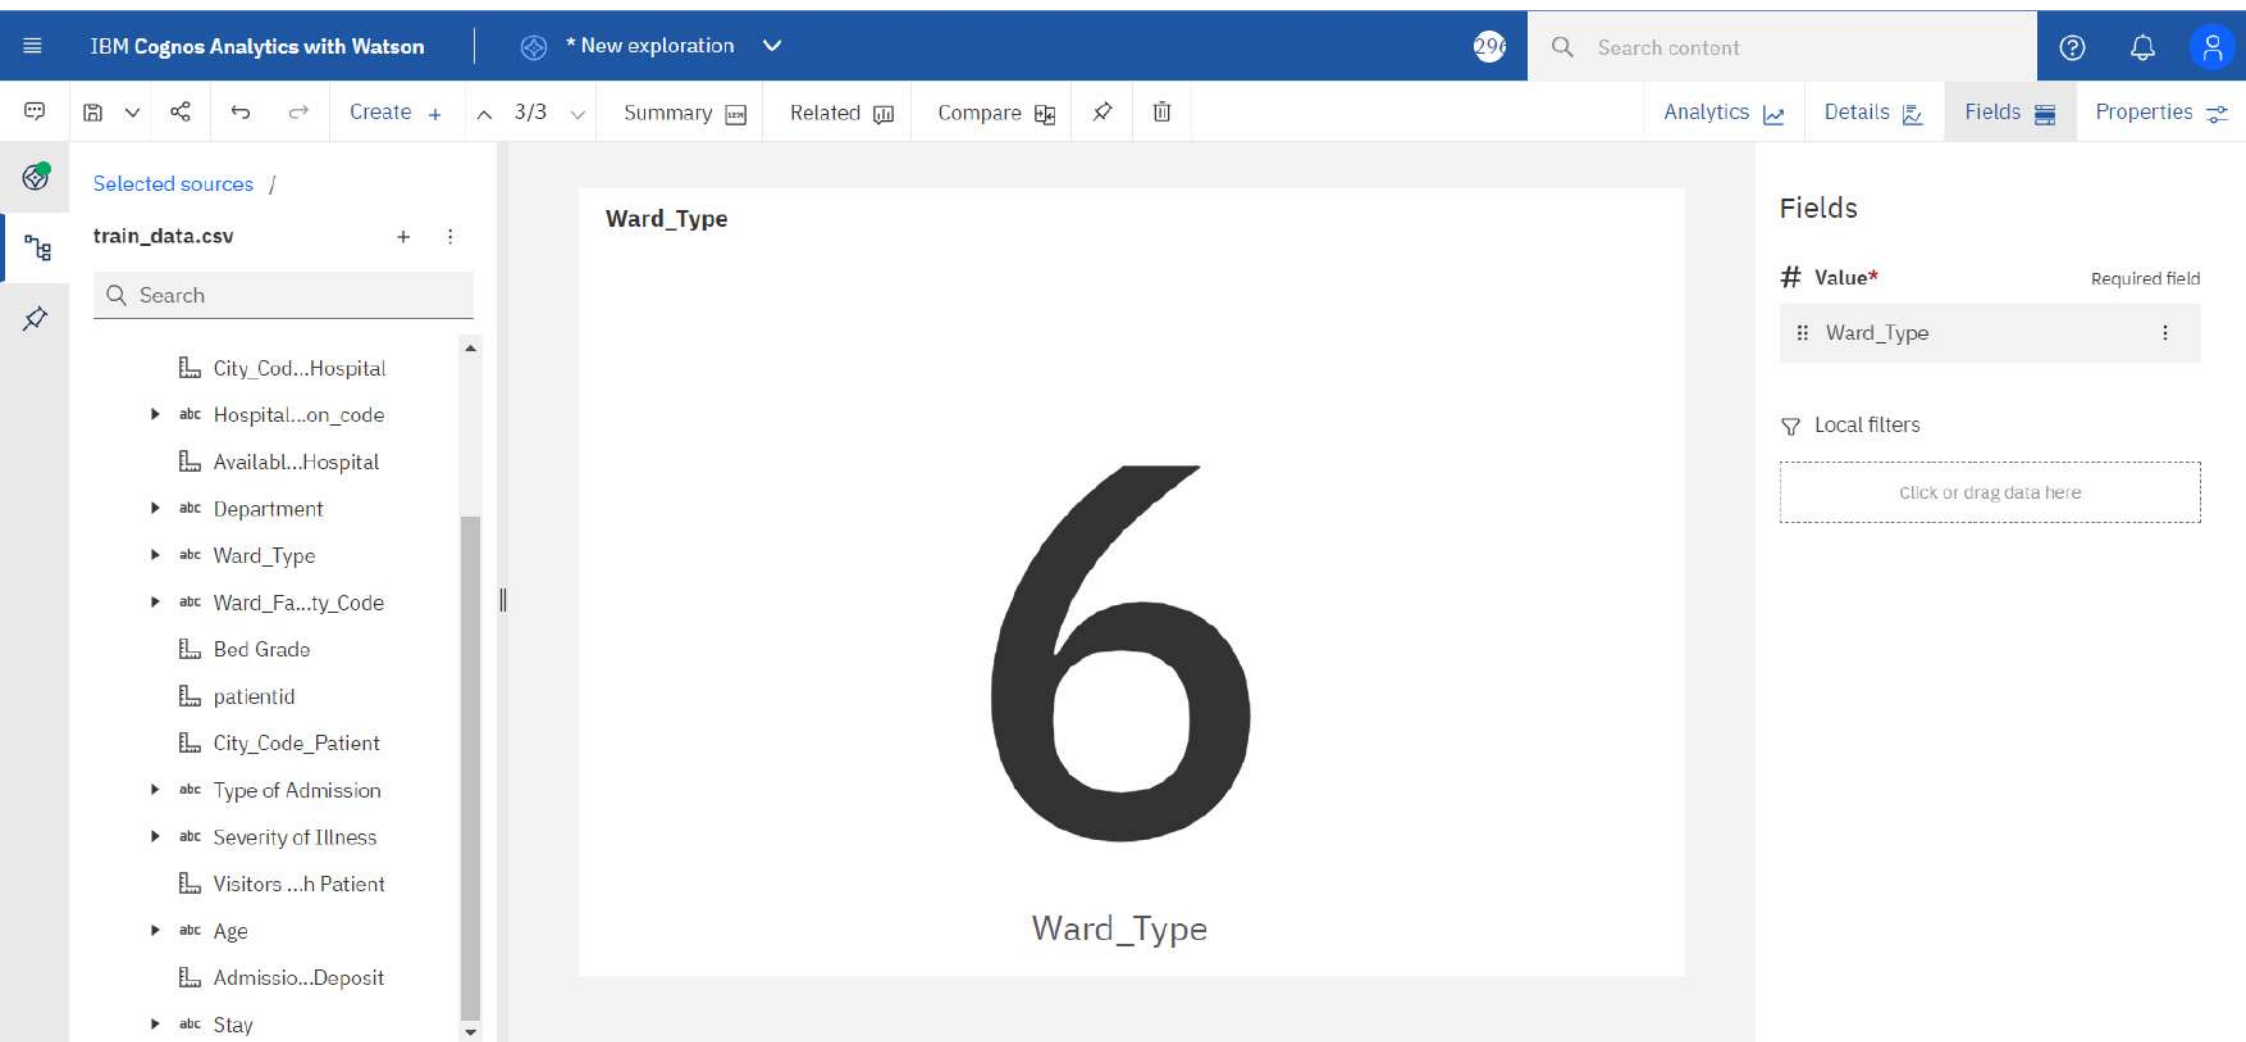 IBM Cognos Analytics with Watson
* New exploration
296
Search content
Create +
3/3
Summary
Related
Compare
Analytics
Details
Fields
Properties
Selected sources /
train_data.csv
Search
City_Cod...Hospital
abc Hospital...on_code
Availabl...Hospital
abc Department
abc Ward_Type
abc Ward_Fa...ty_Code
Bed Grade
patientid
City_Code_Patient
abc Type of Admission
abc Severity of Illness
Visitors ...h Patient
abc Age
Admissio...Deposit
abc Stay
Ward_Type
6
Ward_Type
Fields
# Value* Required field
Ward_Type
Local filters
Click or drag data here